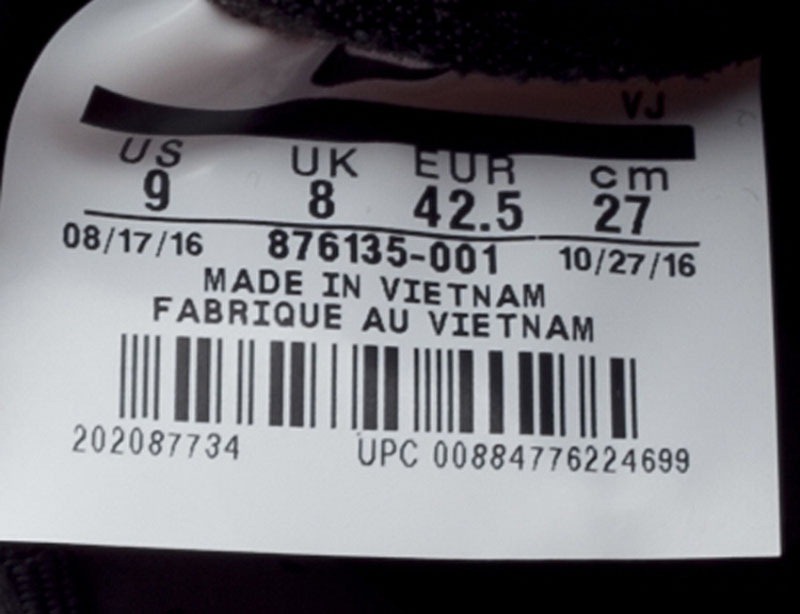 VJ
US UK EUR cm
9 8 42.5 27
08/17/16 876135-001 10/27/16
MADE IN VIETNAM
FABRIQUE AU VIETNAM
202087734 UPC 00884776224699